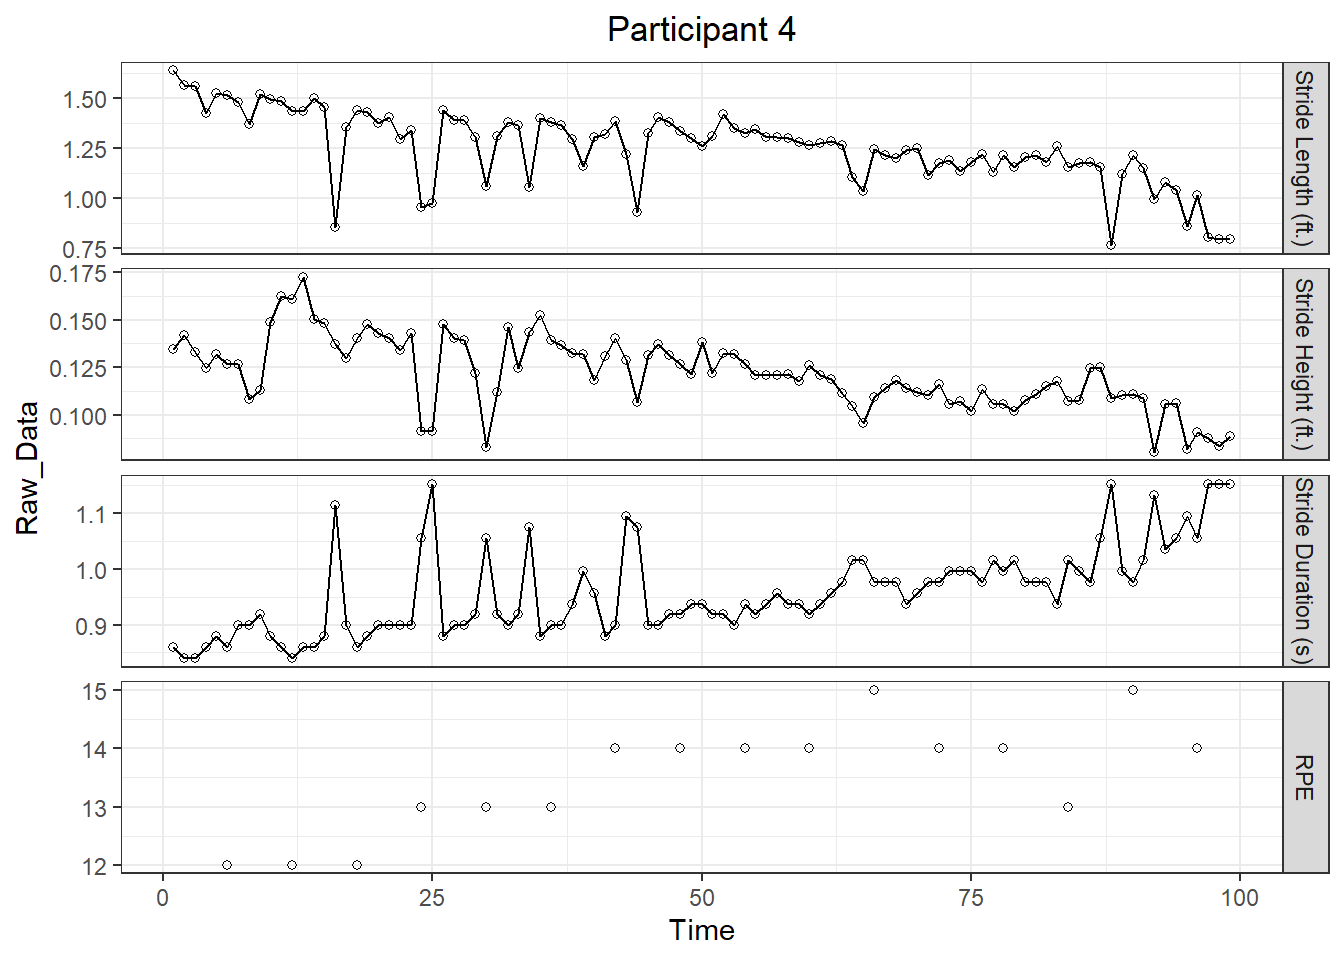 Participant 4
Raw_Data
1.50
1.25
1.00
0.75
Stride Length (ft.)
0.175
0.150
0.125
0.100
Stride Height (ft.)
1.1
1.0
0.9
Stride Duration (s)
15
14
13
12
RPE
0 25 50 75 100
Time